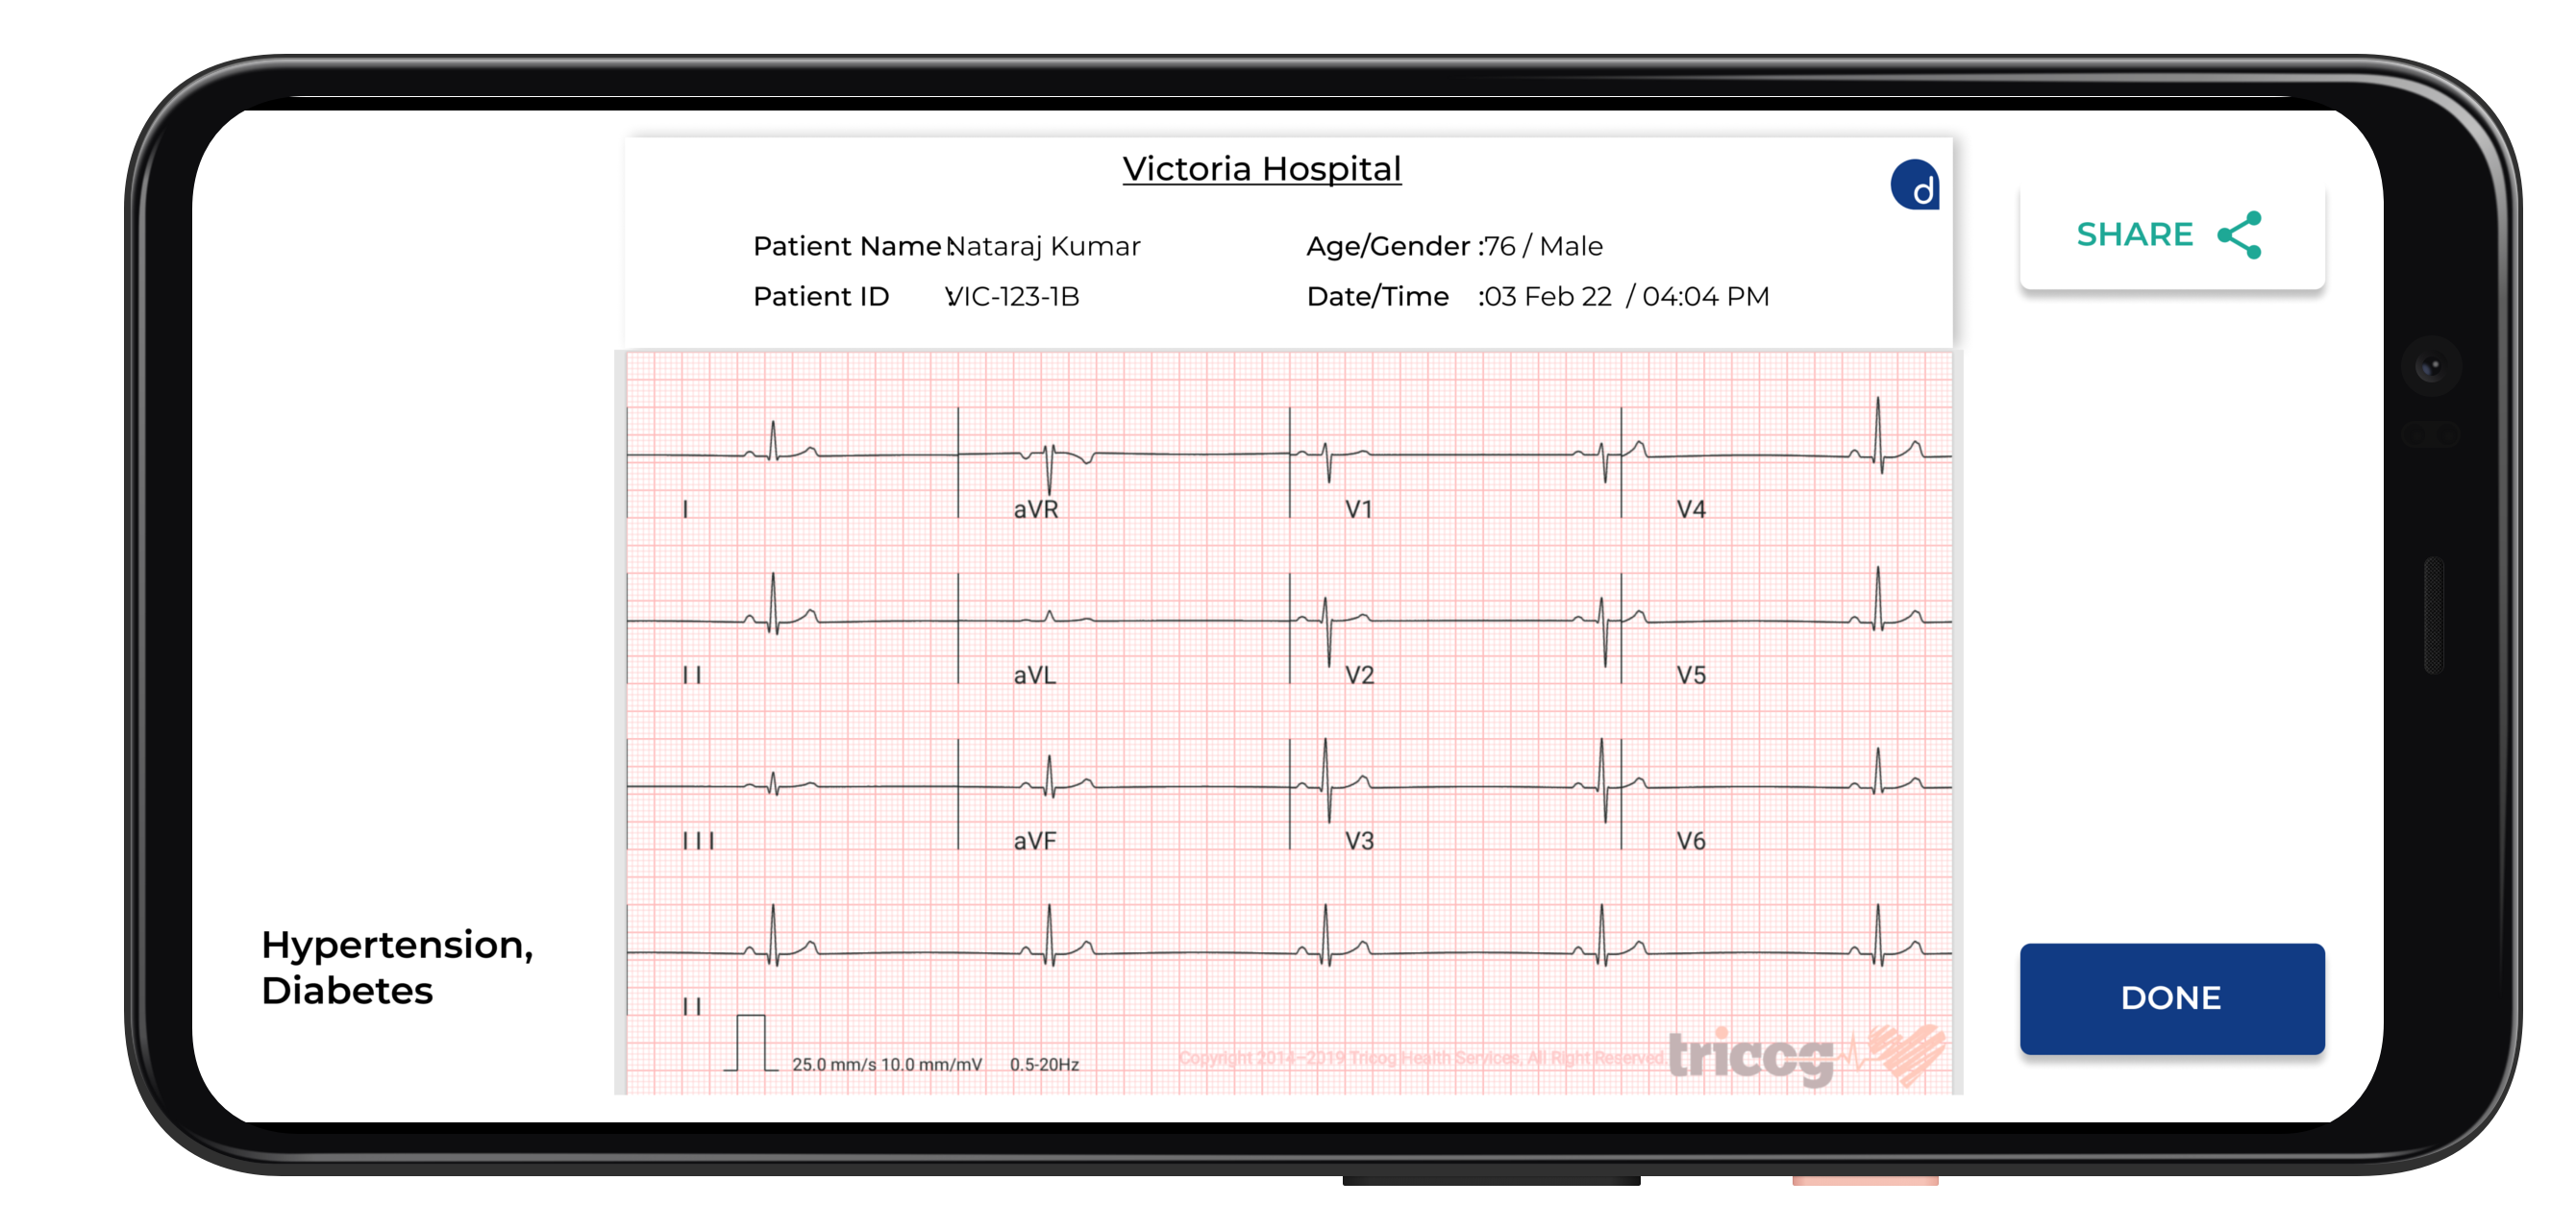 Victoria Hospital
d
Patient Name : Nataraj Kumar
Age/Gender :76 / Male
Patient ID : VIC-123-1B
Date/Time :03 Feb 22 / 04:04 PM
SHARE
I
aVR
V1
V4
II
aVL
V2
V5
III
aVF
V3
V6
II
25.0 mm/s 10.0 mm/mV 0.5-20Hz
Copyright 2014-2019 Tricog Health Services, All Right Reserved.
tricog
Hypertension,
Diabetes
DONE